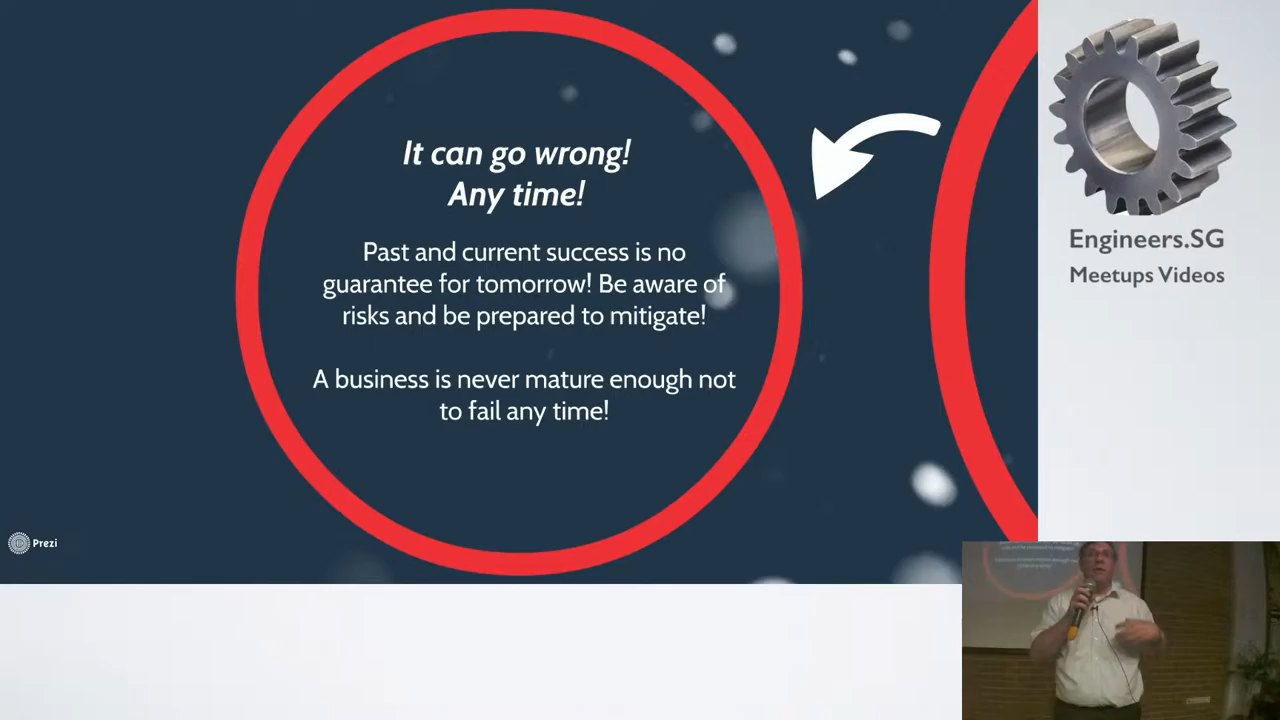 It can go wrong!
Any time!
Past and current success is no
guarantee for tomorrow! Be aware of
risks and be prepared to mitigate!
A business is never mature enough not
to fail any time!
Prezi
Engineers.SG
Meetups Videos